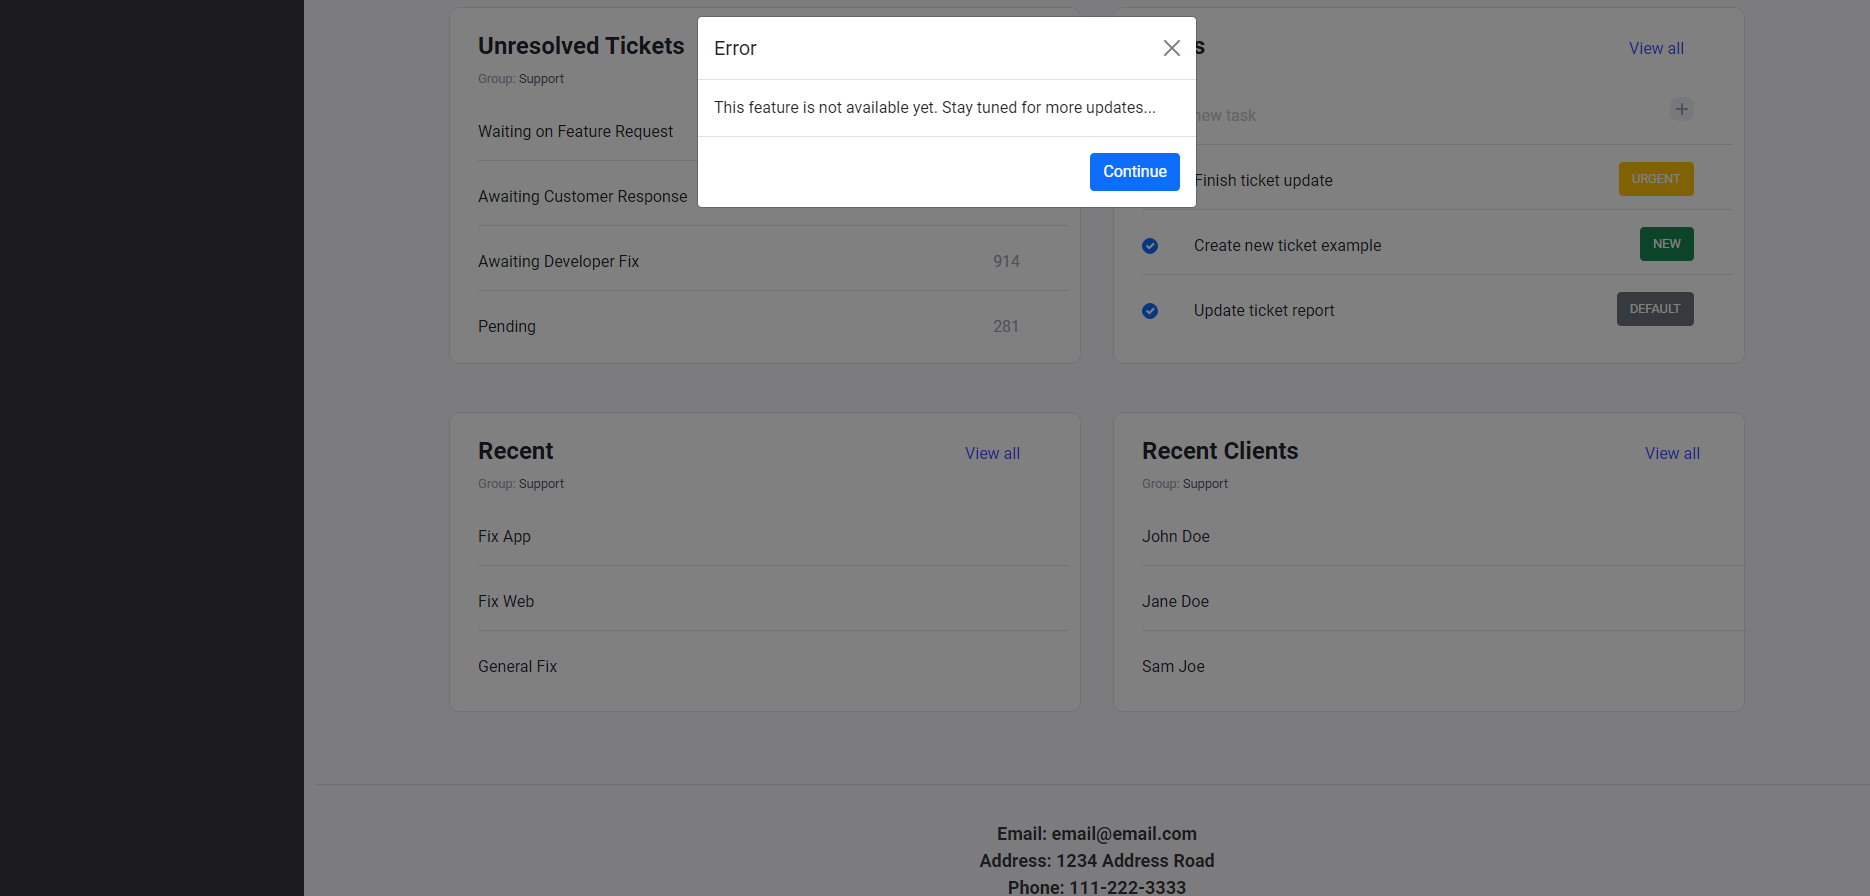 Error
This feature is not available yet. Stay tuned for more updates...
Continue
Unresolved Tickets
Group: Support
Waiting on Feature Request
Awaiting Customer Response
Awaiting Developer Fix 914
Pending 281
View all
new task
Finish ticket update URGENT
Create new ticket example NEW
Update ticket report DEFAULT
Recent View all
Group: Support
Fix App
Fix Web
General Fix
Recent Clients View all
Group: Support
John Doe
Jane Doe
Sam Joe
Email: email@email.com
Address: 1234 Address Road
Phone: 111-222-3333